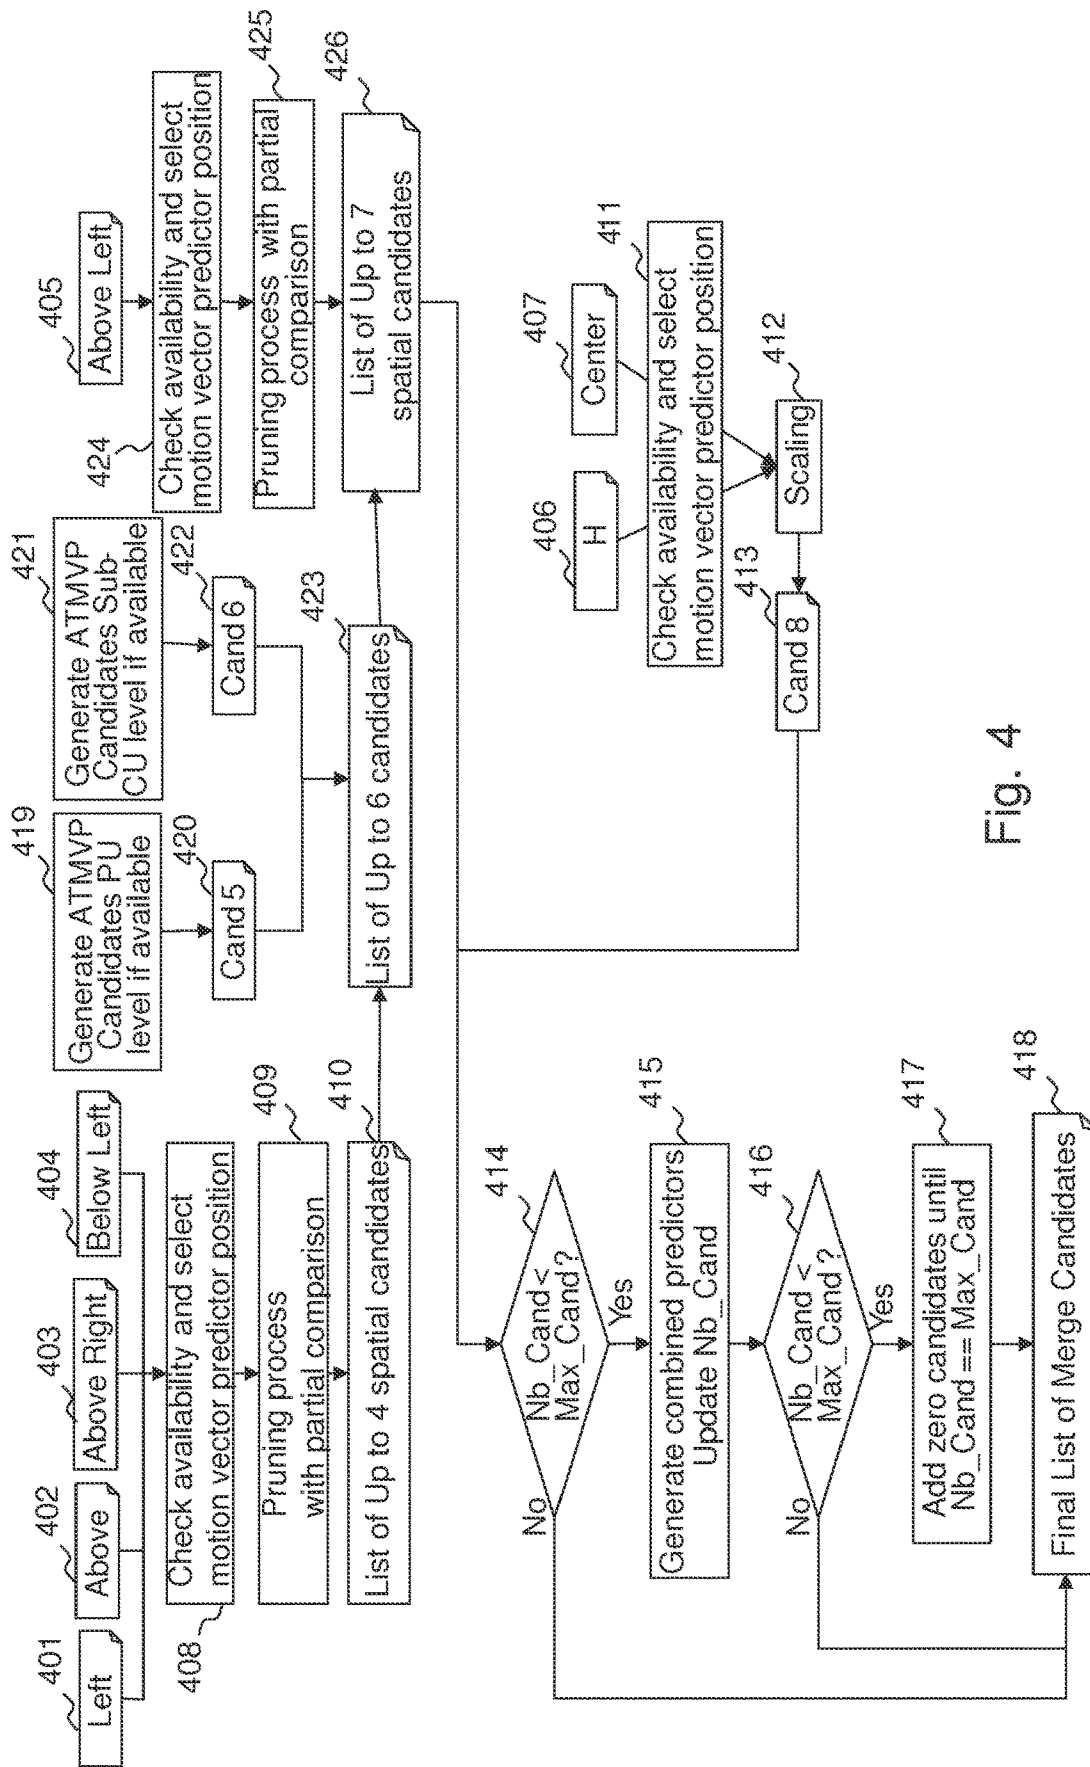 401
Left
402
Above
403
Above Right
404
Below Left
408
Check availability and select
motion vector predictor position
409
Pruning process
with partial comparison
410
List of Up to 4 spatial candidates
419
Generate ATMVP
Candidates PU
level if available
420
Cand 5
421
Generate ATMVP
Candidates Sub-
CU level if available
422
Cand 6
423
List of Up to 6 candidates
405
Above Left
424
Check availability and select
motion vector predictor position
425
Pruning process with partial
comparison
426
List of Up to 7
spatial candidates
406
H
407
Center
411
Check availability and select
motion vector predictor position
412
Scaling
413
Cand 8
414
Nb_Cand <
Max_Cand ?
No
Yes
415
Generate combined predictors
Update Nb_Cand
416
Nb_Cand <
Max_Cand ?
No
Yes
417
Add zero candidates until
Nb_Cand == Max_Cand
418
Final List of Merge Candidates
Fig. 4